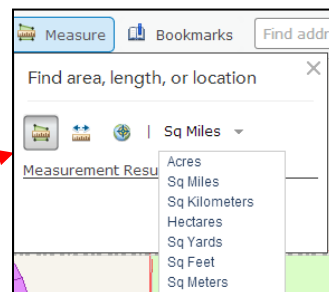 Measure Bookmarks Find addr
Find area, length, or location
Sq Miles
Measurement Resu
Acres
Sq Miles
Sq Kilometers
Hectares
Sq Yards
Sq Feet
Sq Meters